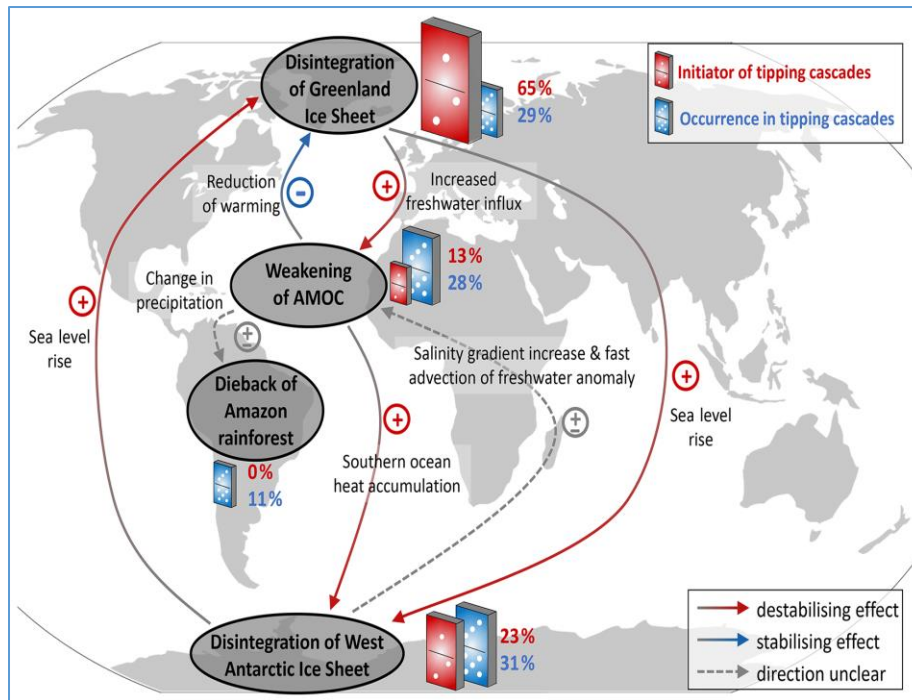 Disintegration
of Greenland
Ice Sheet
65%
29%
Initiator of tipping cascades
Occurrence in tipping cascades
Reduction
of warming
-
+
Increased
freshwater influx
Weakening
of AMOC
13%
28%
Change in
precipitation
±
+
Sea level
rise
Salinity gradient increase & fast
advection of freshwater anomaly
±
+
Sea level
rise
Dieback of
Amazon
rainforest
0%
11%
+
Southern ocean
heat accumulation
Disintegration of West
Antarctic Ice Sheet
23%
31%
destabilising effect
stabilising effect
direction unclear